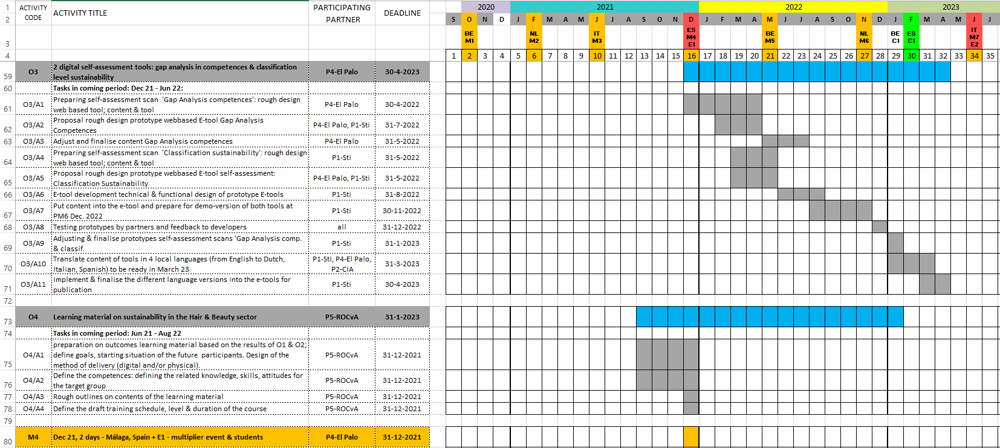 1 ACTIVITY CODE ACTIVITY TITLE PARTICIPATING PARTNER DEADLINE 2020 2021 2022 2023
2 S O N D J F M A M J J A S O N D J F M A M J J A S O N D J F M A M J J
3 BE M1 NL M2 IT M3 ES M4 E1 BE M5 NL M6 BE C1 ES C1 IT M7 E2
4 1 2 3 4 5 6 7 8 9 10 11 12 13 14 15 16 17 18 19 20 21 22 23 24 25 26 27 28 29 30 31 32 33 34 35
59 O3 2 digital self-assessment tools: gap analysis in competences & classification
level sustainability P4-El Palo 30-4-2023
60 Tasks in coming period: Dec 21 - Jun 22:
61 O3/A1 Preparing self-assessment scan 'Gap Analysis competences': rough design
web based tool; content & tool P4-El Palo 30-4-2022
62 O3/A2 Proposal rough design prototype webbased E-tool Gap Analysis
Competences P4-El Palo, P1-Sti 31-7-2022
63 O3/A3 Adjust and finalise content Gap Analysis competences P4-El Palo 31-5-2022
64 O3/A4 Preparing self-assessment scan 'Classification sustainability': rough design
web based tool; content & tool P1-Sti 31-5-2022
65 O3/A5 Proposal rough design prototype webbased E-tool self-assessment:
Classification Sustainability P4-El Palo, P1-Sti 31-5-2022
66 O3/A6 E-tool development technical & functional design of prototype E-tools P1-Sti 31-8-2022
67 O3/A7 Put content into the e-tool and prepare for demo-version of both tools at
PM6 Dec. 2022 P1-Sti 30-11-2022
68 O3/A8 Testing prototypes by partners and feedback to developers all 31-12-2022
69 O3/A9 Adjusting & finalise prototypes self-assessment scans 'Gap Analysis comp.
& classif. P1-Sti 31-1-2023
70 O3/A10 Translate content of tools in 4 local languages (from English to Dutch,
Italian, Spanish) to be ready in March 23 P1-Sti, P4-El Palo, P2-CIA 31-3-2023
71 O3/A11 Implement & finalise the different language versions into the e-tools for
publication P1-Sti 30-4-2023
72
73 O4 Learning material on sustainability in the Hair & Beauty sector P5-ROCvA 31-1-2023
74 Tasks in coming period: Jun 21 - Aug 22
75 O4/A1 preparation on outcomes learning material based on the results of O1 & O2;
define goals, starting situation of the future participants. Design of the
method of delivery (digital and/or physical). P5-ROCvA 31-12-2021
76 O4/A2 Define the competences: defining the related knowledge, skills, attitudes for
the target group P5-ROCvA 31-12-2021
77 O4/A3 Rough outlines on contents of the learning material P5-ROCvA 31-12-2021
78 O4/A4 Define the draft training schedule, level & duration of the course P5-ROCvA 31-12-2021
79
80 M4 Dec 21, 2 days - Málaga, Spain + E1 - multiplier event & students P4-El Palo 31-12-2021